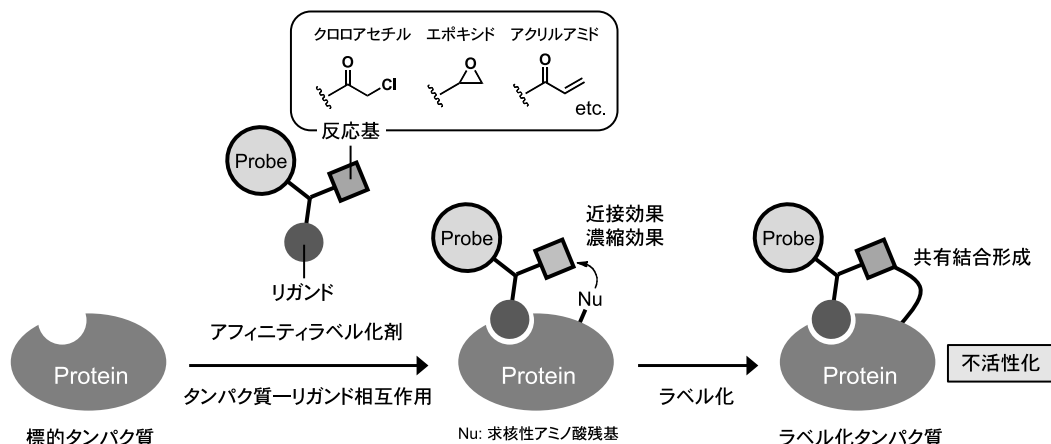 クロロアセチル エポキシド アクリルアミド
O
Cl
O
O
etc.
反応基
Probe
リガンド
アフィニティラベル化剤
Protein
標的タンパク質
タンパク質ーリガンド相互作用
近接効果
濃縮効果
Probe
Nu
Protein
Nu: 求核性アミノ酸残基
ラベル化
Probe
共有結合形成
Protein
不活性化
ラベル化タンパク質